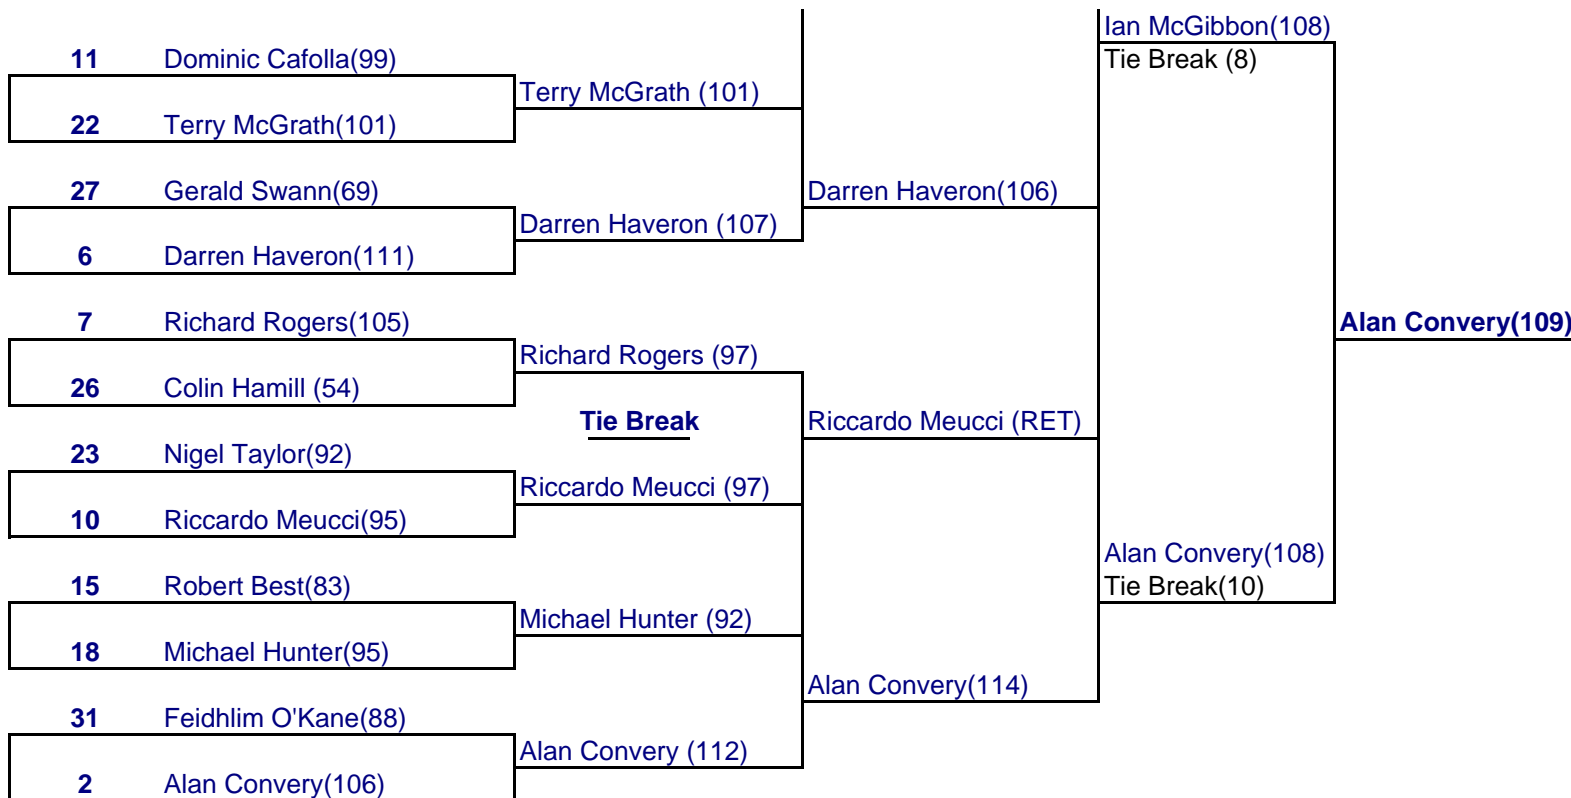 Ian McGibbon(108)
11 Dominic Cafolla(99)
Tie Break (8)
Terry McGrath (101)
22 Terry McGrath(101)
27 Gerald Swann(69)
Darren Haveron(106)
Darren Haveron (107)
6 Darren Haveron(111)
7 Richard Rogers(105)
Alan Convery(109)
Richard Rogers (97)
26 Colin Hamill (54)
Tie Break
Riccardo Meucci (RET)
23 Nigel Taylor(92)
Riccardo Meucci (97)
10 Riccardo Meucci(95)
Alan Convery(108)
15 Robert Best(83)
Tie Break(10)
Michael Hunter (92)
18 Michael Hunter(95)
Alan Convery(114)
31 Feidhlim O'Kane(88)
Alan Convery (112)
2 Alan Convery(106)